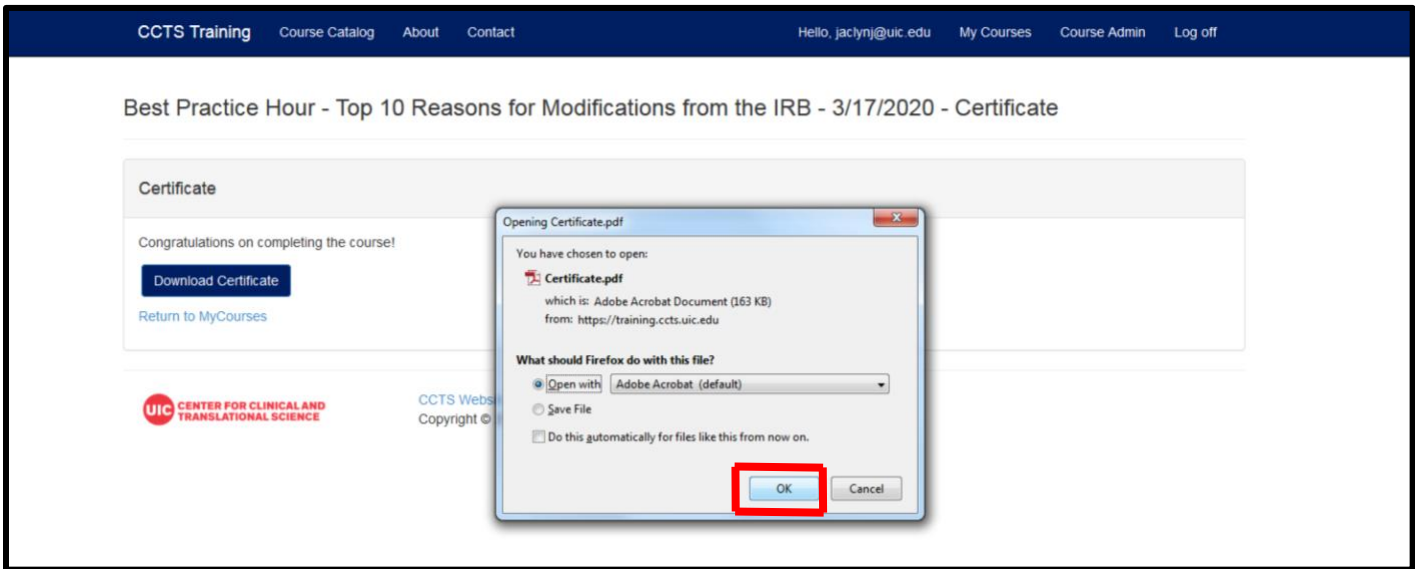 CCTS Training Course Catalog About Contact Hello, jaclynj@uic.edu My Courses Course Admin Log off
Best Practice Hour - Top 10 Reasons for Modifications from the IRB - 3/17/2020 - Certificate
Certificate
Congratulations on completing the course!
Download Certificate
Return to MyCourses
Opening Certificate.pdf
You have chosen to open:
Certificate.pdf
which is: Adobe Acrobat Document (163 KB)
from: https://training.ccts.uic.edu
What should Firefox do with this file?
Open with Adobe Acrobat (default)
Save File
Do this automatically for files like this from now on.
OK Cancel
UIC CENTER FOR CLINICAL AND
TRANSLATIONAL SCIENCE
CCTS Webs
Copyright ©